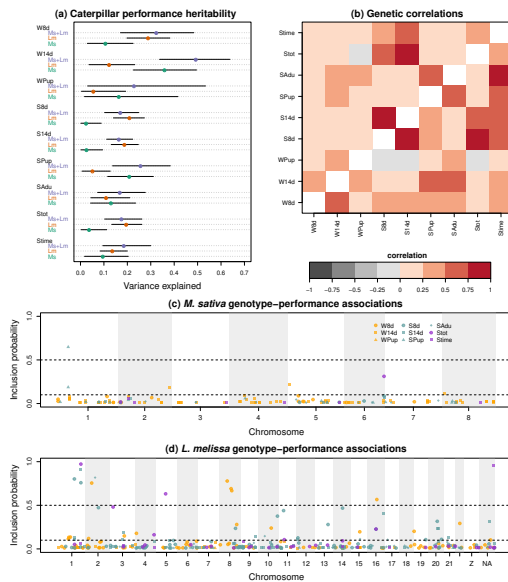 (a) Caterpillar performance heritability
W8d
Ms+Lm
Lm
Ms
W14d
Ms+Lm
Lm
Ms
WPup
Ms+Lm
Lm
Ms
S8d
Ms+Lm
Lm
Ms
S14d
Ms+Lm
Lm
Ms
SPup
Ms+Lm
Lm
Ms
SAdu
Ms+Lm
Lm
Ms
Stot
Ms+Lm
Lm
Ms
Stime
Ms+Lm
Lm
Ms
0.0 0.1 0.2 0.3 0.4 0.5 0.6 0.7
Variance explained
(b) Genetic correlations
Stime
Stot
SAdu
SPup
S14d
S8d
WPup
W14d
W8d
W8d W14d WPup S8d S14d SPup SAdu Stot Stime
correlation
−1 −0.75 −0.5 −0.25 0 0.25 0.5 0.75 1
(c) M. sativa genotype−performance associations
Inclusion probability
0.0 0.5 1.0
W8d S8d SAdu
W14d S14d Stot
WPup SPup Stime
1 2 3 4 5 6 7 8
Chromosome
(d) L. melissa genotype−performance associations
Inclusion probability
0.0 0.5 1.0
1 2 3 4 5 6 7 8 9 10 11 12 13 14 15 16 17 18 19 20 21 Z NA
Chromosome